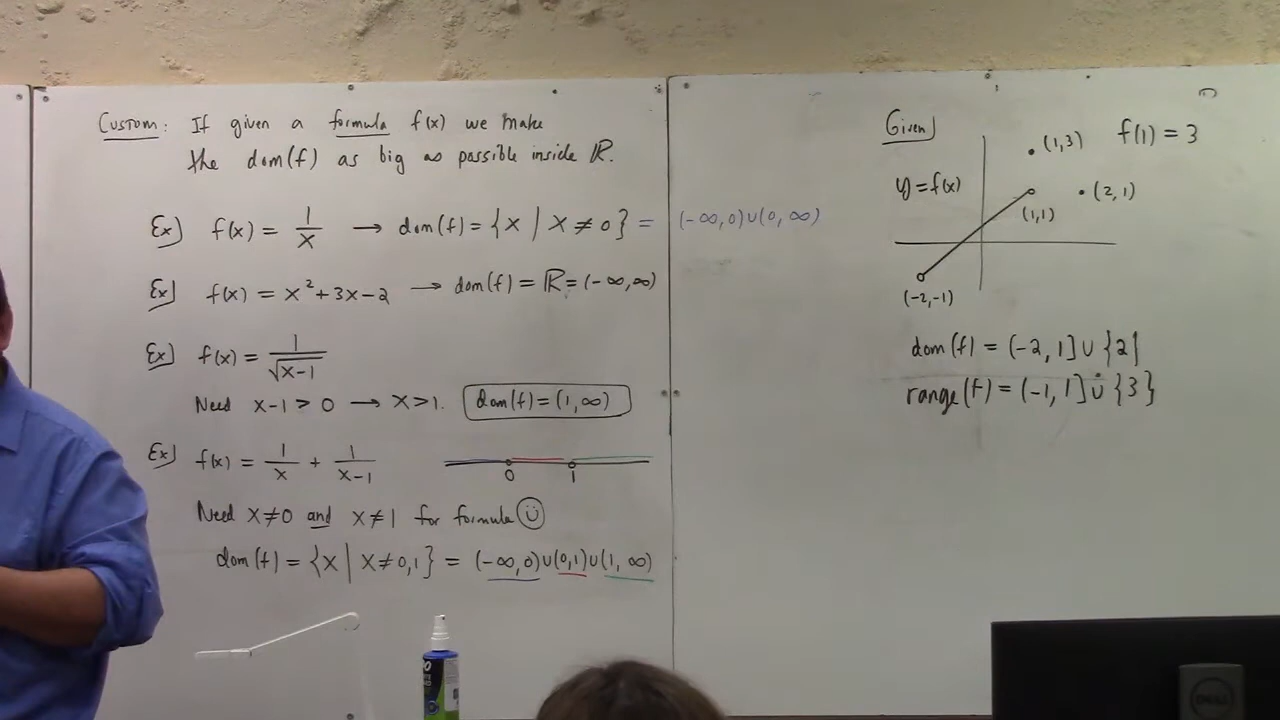 Custom: If given a formula f(x) we make
the dom(f) as big as possible inside ℝ.
Ex) f(x) = 1/x → dom(f) = {x | x ≠ 0} = (-∞,0)∪(0,∞)
Ex) f(x) = x² + 3x - 2 → dom(f) = ℝ = (-∞,∞)
Ex) f(x) = 1/√(x-1)
Need x-1 > 0 → x > 1. dom(f) = (1,∞)
Ex) f(x) = 1/x + 1/(x-1)
0 1
Need x≠0 and x≠1 for formula ☺
dom(f) = {x | x≠0,1} = (-∞,0)∪(0,1)∪(1,∞)
Given
(1,3) f(1) = 3
y = f(x)
(2,1)
(1,1)
(-2,-1)
dom(f) = (-2,1]∪{2}
range(f) = (-1,1]∪{3}
DELL